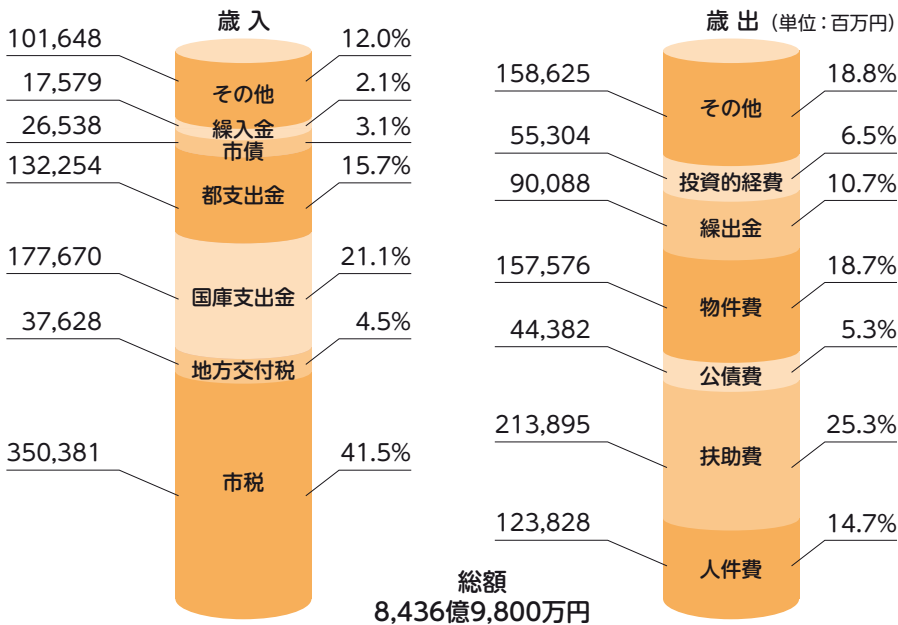 歳入
101,648 その他 12.0%
17,579 繰入金 2.1%
26,538 市債 3.1%
132,254 都支出金 15.7%
177,670 国庫支出金 21.1%
37,628 地方交付税 4.5%
350,381 市税 41.5%
歳出 (単位:百万円)
158,625 その他 18.8%
55,304 投資的経費 6.5%
90,088 繰出金 10.7%
157,576 物件費 18.7%
44,382 公債費 5.3%
213,895 扶助費 25.3%
123,828 人件費 14.7%
総額
8,436億9,800万円